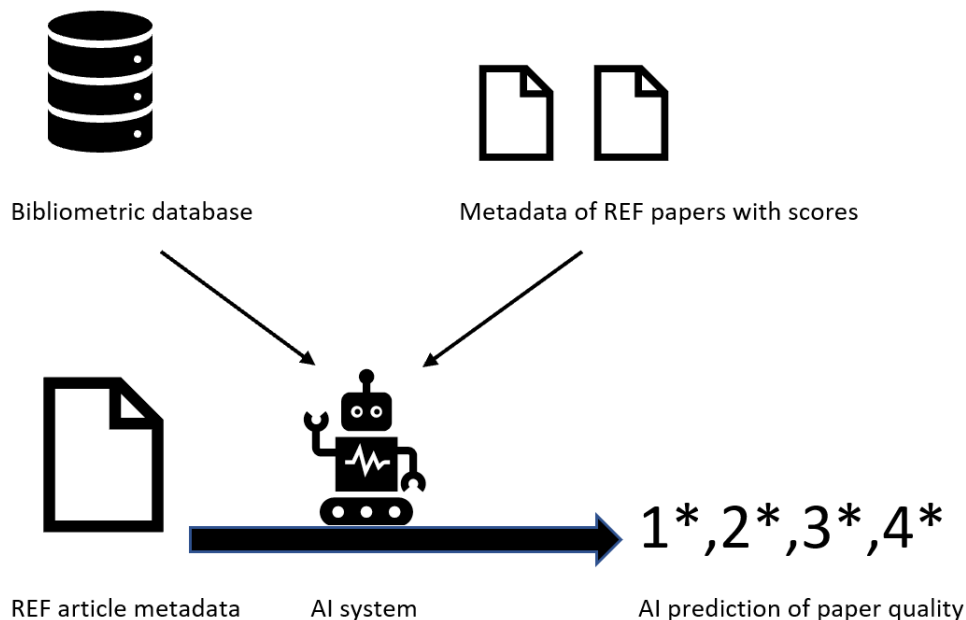 Bibliometric database
Metadata of REF papers with scores
1*,2*,3*,4*
REF article metadata
AI system
AI prediction of paper quality